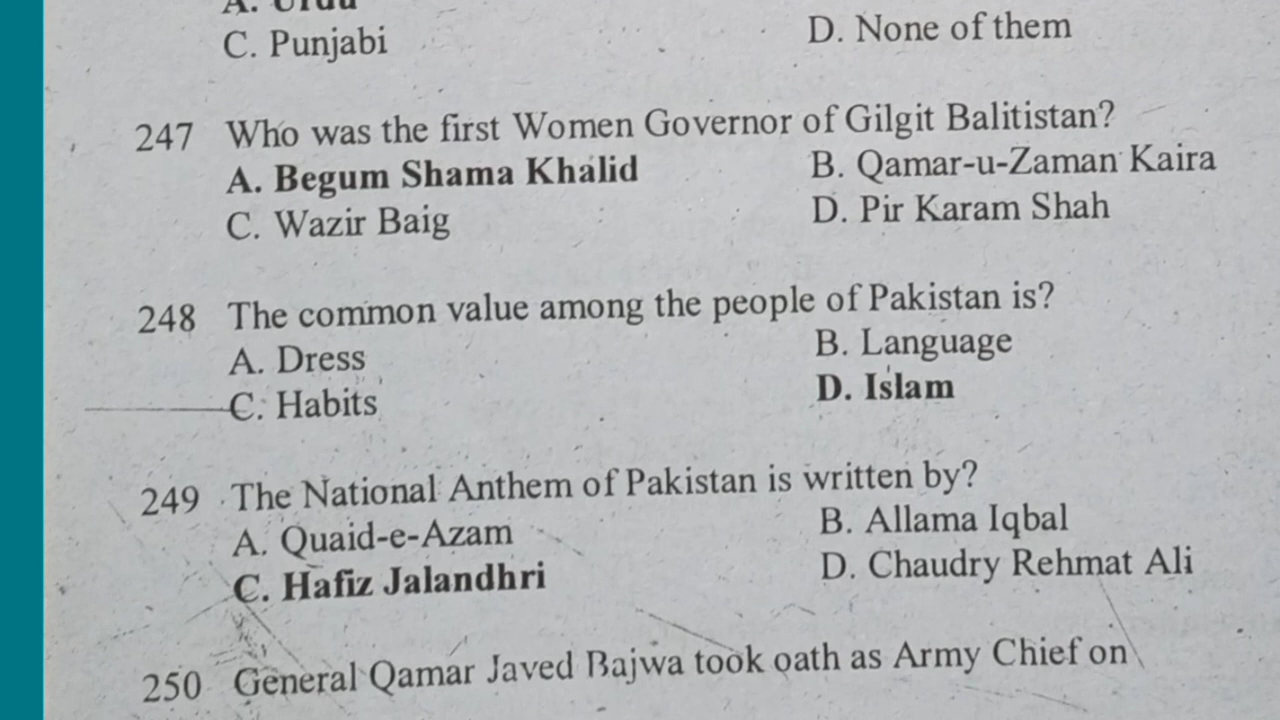 A. Urdu
C. Punjabi
D. None of them
247 Who was the first Women Governor of Gilgit Balitistan?
A. Begum Shama Khalid
B. Qamar-u-Zaman Kaira
C. Wazir Baig
D. Pir Karam Shah
248 The common value among the people of Pakistan is?
A. Dress
B. Language
C. Habits
D. Islam
249 The National Anthem of Pakistan is written by?
A. Quaid-e-Azam
B. Allama Iqbal
C. Hafiz Jalandhri
D. Chaudry Rehmat Ali
250 General Qamar Javed Bajwa took oath as Army Chief on